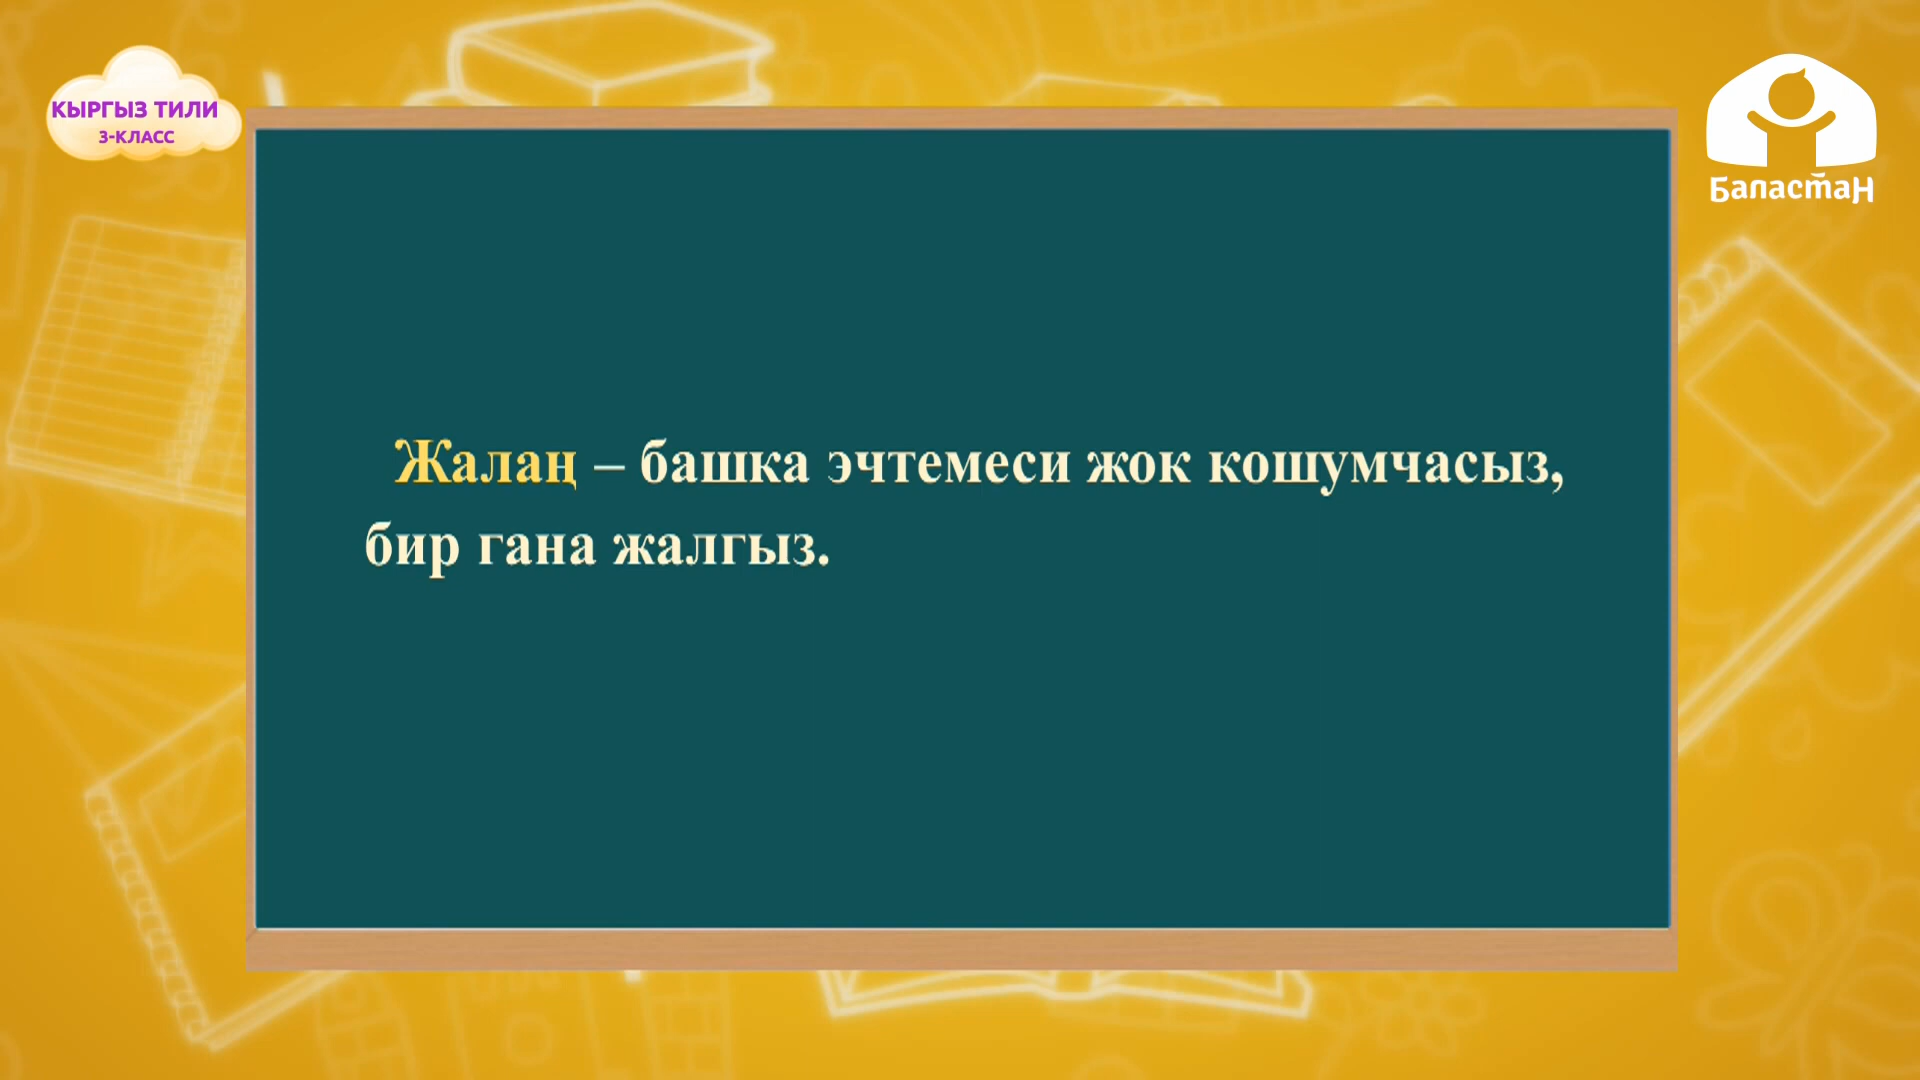 КЫРГЫЗ ТИЛИ
3-КЛАСС
Баластан
Жалаң – башка эчтемеси жок кошумчасыз,
бир гана жалгыз.